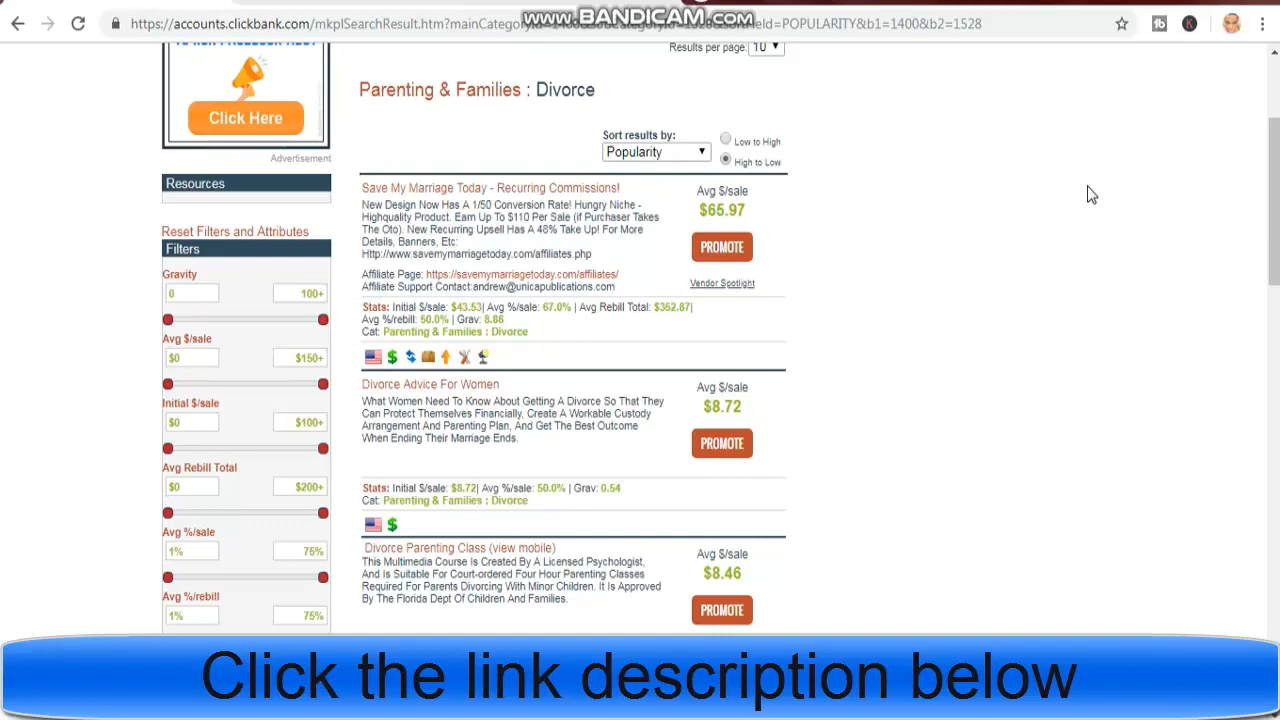 www.BANDICAM.com
https://accounts.clickbank.com/mkplSearchResult.htm?mainCategory
=POPULARITY&b1=1400&b2=1528
Results per page: 10
Click Here
Advertisement
Parenting & Families : Divorce
Sort results by:
Popularity
Low to High
High to Low
Resources
Save My Marriage Today - Recurring Commissions!
New Design Now Has A 1/50 Conversion Rate! Hungry Niche -
Highquality Product. Earn Up To $110 Per Sale (if Purchaser Takes
The Oto). New Recurring Upsell Has A 48% Take Up! For More
Details, Banners, Etc:
Http://www.savemymarriagetoday.com/affiliates.php
Affiliate Page: https://savemymarriagetoday.com/affiliates/
Affiliate Support Contact:andrew@unicapublications.com
Avg $/sale
$65.97
PROMOTE
Vendor Spotlight
Stats: Initial $/sale: $43.53| Avg %/sale: 67.0% | Avg Rebill Total: $352.87|
Avg %/rebill: 50.0% | Grav: 8.86
Cat: Parenting & Families : Divorce
Reset Filters and Attributes
Filters
Gravity
0 100+
Avg $/sale
$0 $150+
Initial $/sale
$0 $100+
Avg Rebill Total
$0 $200+
Avg %/sale
1% 75%
Avg %/rebill
1% 75%
Divorce Advice For Women
What Women Need To Know About Getting A Divorce So That They
Can Protect Themselves Financially, Create A Workable Custody
Arrangement And Parenting Plan, And Get The Best Outcome
When Ending Their Marriage Ends.
Avg $/sale
$8.72
PROMOTE
Stats: Initial $/sale: $8.72| Avg %/sale: 50.0% | Grav: 0.54
Cat: Parenting & Families : Divorce
Divorce Parenting Class (view mobile)
This Multimedia Course Is Created By A Licensed Psychologist,
And Is Suitable For Court-ordered Four Hour Parenting Classes
Required For Parents Divorcing With Minor Children. It Is Approved
By The Florida Dept Of Children And Families.
Avg $/sale
$8.46
PROMOTE
Click the link description below